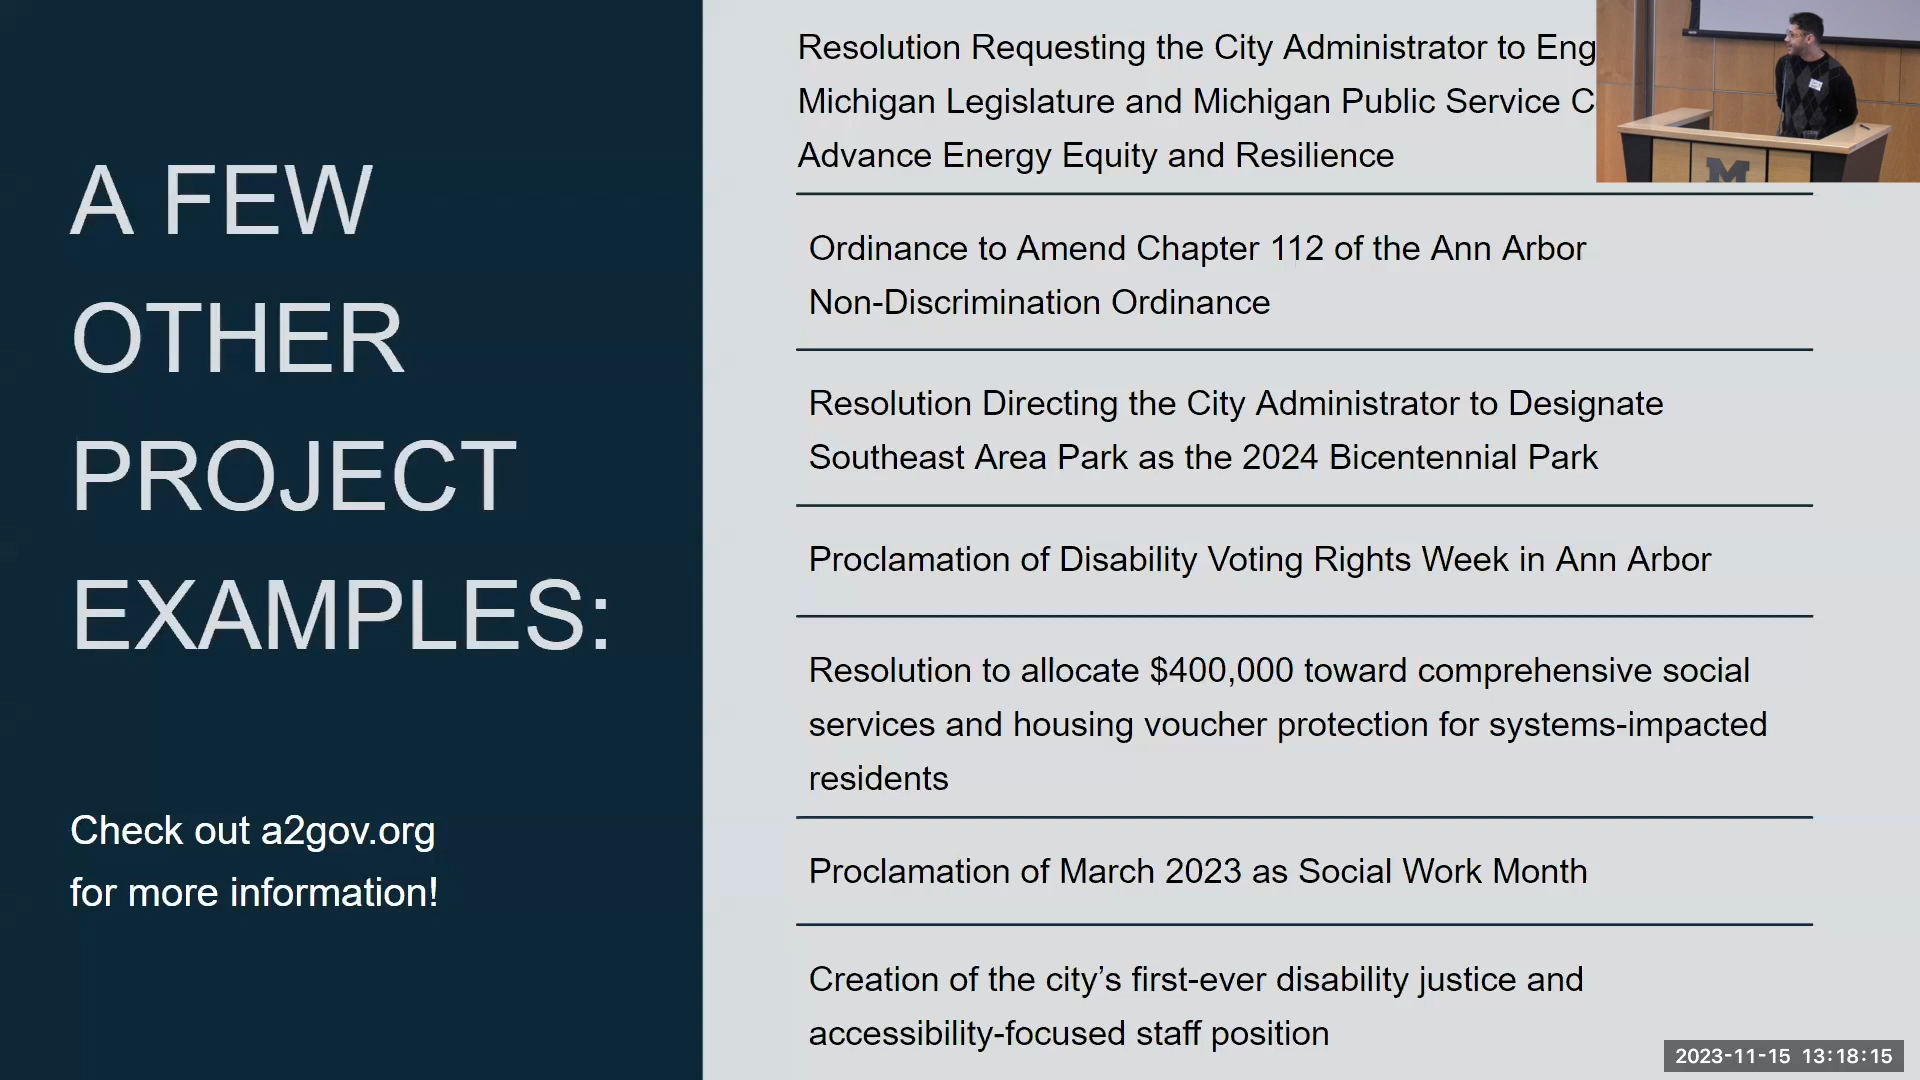 A FEW
OTHER
PROJECT
EXAMPLES:
Check out a2gov.org
for more information!
Resolution Requesting the City Administrator to Eng
Michigan Legislature and Michigan Public Service C
Advance Energy Equity and Resilience
Ordinance to Amend Chapter 112 of the Ann Arbor
Non-Discrimination Ordinance
Resolution Directing the City Administrator to Designate
Southeast Area Park as the 2024 Bicentennial Park
Proclamation of Disability Voting Rights Week in Ann Arbor
Resolution to allocate $400,000 toward comprehensive social
services and housing voucher protection for systems-impacted
residents
Proclamation of March 2023 as Social Work Month
Creation of the city’s first-ever disability justice and
accessibility-focused staff position
M
2023-11-15 13:18:15